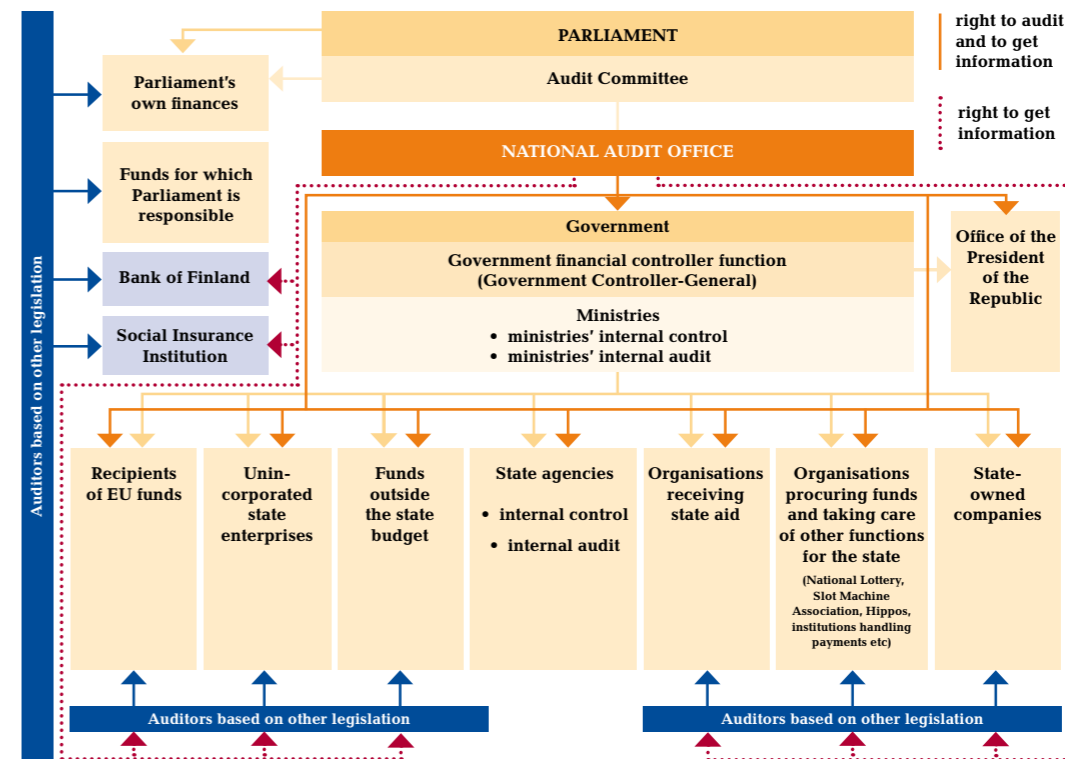 PARLIAMENT
Audit Committee
right to audit
and to get
information
right to get
information
Parliament's
own finances
NATIONAL AUDIT OFFICE
Funds for which
Parliament is
responsible
Bank of Finland
Social Insurance
Institution
Auditors based on other legislation
Government
Government financial controller function
(Government Controller-General)
Ministries
• ministries’ internal control
• ministries’ internal audit
Office of the
President
of the
Republic
Recipients
of EU funds
Unin-
corporated
state
enterprises
Funds
outside
the state
budget
State agencies
• internal control
• internal audit
Organisations
receiving
state aid
Organisations
procuring funds
and taking care
of other functions
for the state
(National Lottery,
Slot Machine
Association, Hippos,
institutions handling
payments etc)
State-
owned
companies
Auditors based on other legislation
Auditors based on other legislation